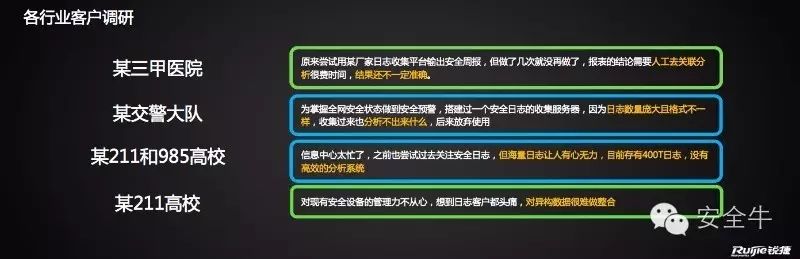 各行业客户调研
某三甲医院
原来尝试用某厂家日志收集平台输出安全周报，但做了几次就没再做了，报表的结论需要人工去关联分
析很费时间，结果还不一定准确。
某交警大队
为掌握全网安全状态做到安全预警，搭建过一个安全日志的收集服务器，因为日志数量庞大且格式不一
样，收集过来也分析不出来什么，后来放弃使用
某211和985高校
信息中心太忙了，之前也尝试过去关注安全日志，但海量日志让人有心无力，目前存有400T日志，没有
高效的分析系统
某211高校
对现有安全设备的管理力不从心，想到日志客户都头痛，对异构数据很难做整合
安全牛
Ruijie锐捷